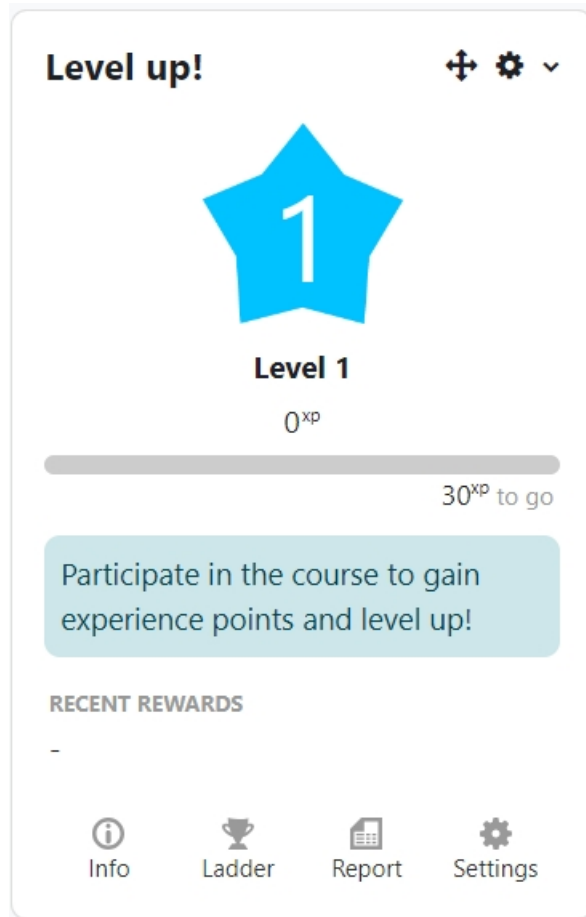 Level up!
1
Level 1
0xp
30xp to go
Participate in the course to gain
experience points and level up!
RECENT REWARDS
-
Info Ladder Report Settings